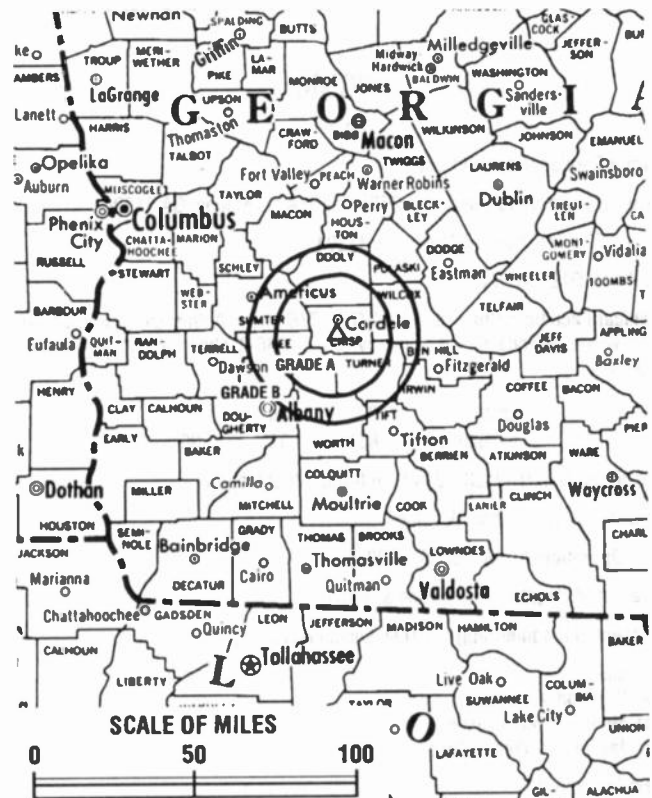 Newnan
SPALDING
BUTTS
GLAS-
COCK
JEFFER-
SON
Griffin
MERI-
WETHER
TROUP
PIKE
LA-
MAR
MONROE
JONES
Midway
Hardwick
Milledgeville
BALDWIN
WASHINGTON
Sanders-
ville
AMBERS
LaGrange
GEORGIA
UPSON
Thomaston
Lanett
HARRIS
TALBOT
CRAW-
FORD
BIBB
Macon
WILKINSON
JOHNSON
EMANUEL
Opelika
Auburn
MUSCOGEE
TAYLOR
Fort Valley
PEACH
TWIGGS
Warner Robins
LAURENS
Dublin
Swainsboro
Phenix
City
Columbus
CHATTA-
HOOCHEE
MARION
MACON
Perry
HOUS-
TON
BLECK-
LEY
TREUT-
LEN
RUSSELL
STEWART
SCHLEY
DOOLY
PULASKI
DODGE
Eastman
WHEELER
MONT-
GOMERY
Vidalia
TOOMBS
WEB-
STER
Americus
SUMTER
WILCOX
TELFAIR
BARBOUR
Eufaula
QUIT-
MAN
RAN-
DOLPH
TERRELL
Dawson
LEE
Cordele
CRISP
GRADE A
TURNER
BEN HILL
Fitzgerald
JEFF
DAVIS
APPLING
Baxley
HENRY
CLAY
CALHOUN
GRADE B
Albany
DOU-
GHERTY
IRWIN
COFFEE
BACON
Douglas
EARLY
BAKER
WORTH
TIFT
Tifton
BERRIEN
ATKINSON
WARE
Dothan
MILLER
Camilla
MITCHELL
COLQUITT
Moultrie
COOK
LANIER
CLINCH
Waycross
HOUSTON
SEMI-
NOLE
GRADY
THOMAS
BROOKS
LOWNDES
JACKSON
Bainbridge
DECATUR
Cairo
Thomasville
Quitman
Valdosta
ECHOLS
Marianna
Chattahoochee
GADSDEN
Quincy
LEON
JEFFERSON
MADISON
HAMILTON
BAKER
CALHOUN
LIBERTY
L
Tallahassee
Live Oak
SUWANNEE
COLUM-
BIA
Lake City
UNION
TAYLOR
O
LAFAYETTE
GIL-
ALACHUA
SCALE OF MILES
0 50 100